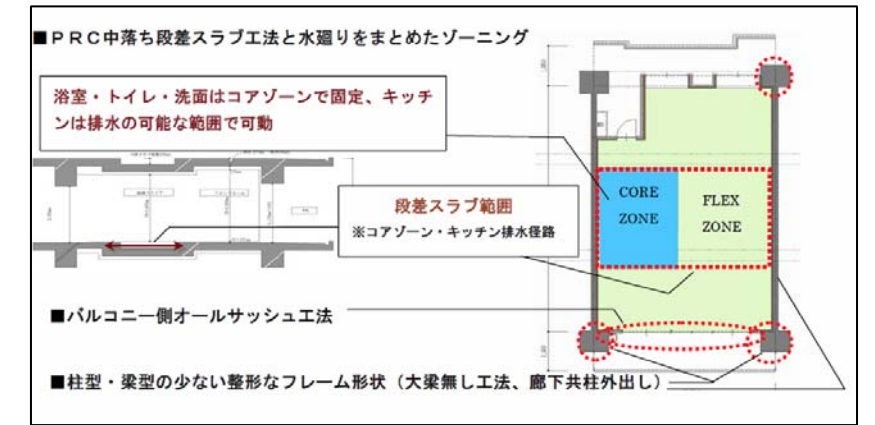 ■ＰＲＣ中落ち段差スラブ工法と水廻りをまとめたゾーニング
浴室・トイレ・洗面はコアゾーンで固定、キッチ
ンは排水の可能な範囲で可動
段差スラブ範囲
※コアゾーン・キッチン排水径路
CORE
ZONE
FLEX
ZONE
■バルコニー側オールサッシュ工法
■柱型・梁型の少ない整形なフレーム形状（大梁無し工法、廊下共柱外出し）